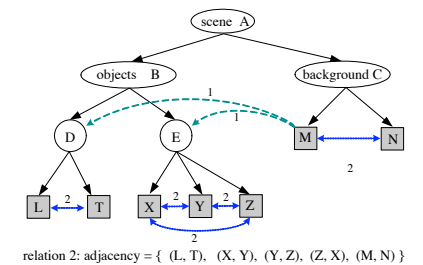 scene A
objects B
background C
1
1
D
E
M
N
2
L
2
T
X
2
Y
2
Z
2
relation 2: adjacency = { (L, T), (X, Y), (Y, Z), (Z, X), (M, N) }